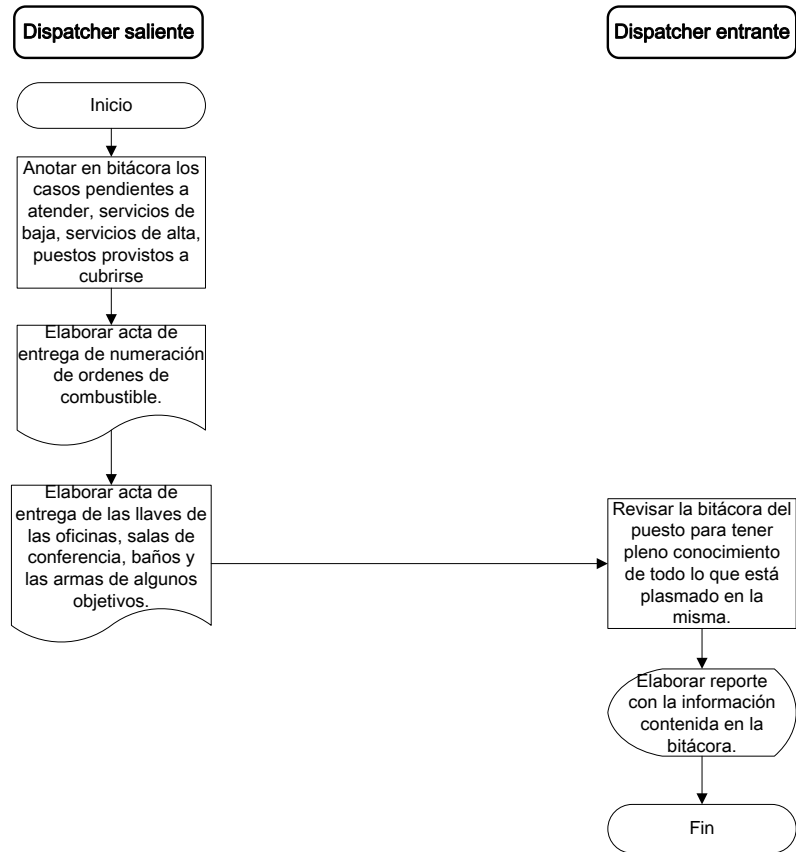 Dispatcher saliente
Dispatcher entrante
Inicio
Anotar en bitácora los
casos pendientes a
atender, servicios de
baja, servicios de alta,
puestos provistos a
cubrirse
Elaborar acta de
entrega de numeración
de ordenes de
combustible.
Elaborar acta de
entrega de las llaves de
las oficinas, salas de
conferencia, baños y
las armas de algunos
objetivos.
Revisar la bitácora del
puesto para tener
pleno conocimiento
de todo lo que está
plasmado en la
misma.
Elaborar reporte
con la información
contenida en la
bitácora.
Fin